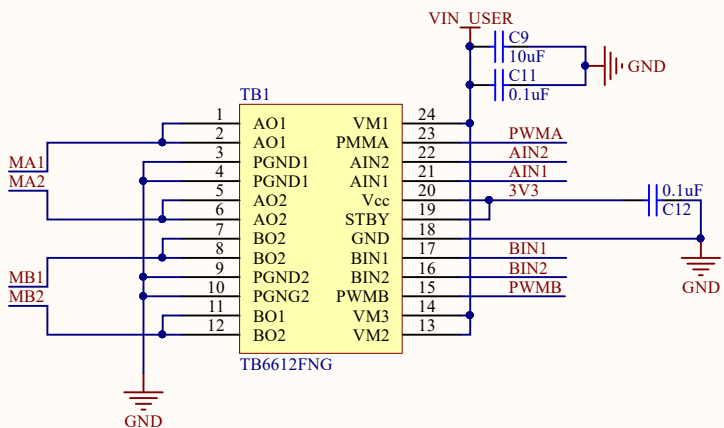 VIN_USER
C9
10uF
C11
0.1uF
GND
TB1
1 AO1 VM1 24
2 AO1 PMMA 23 PWMA
3 PGND1 AIN2 22 AIN2
4 PGND1 AIN1 21 AIN1
5 AO2 Vcc 20 3V3
6 AO2 STBY 19
7 BO2 GND 18
8 BO2 BIN1 17 BIN1
9 PGND2 BIN2 16 BIN2
10 PGNG2 PWMB 15 PWMB
11 BO1 VM3 14
12 BO2 VM2 13
TB6612FNG
MA1
MA2
MB1
MB2
GND
0.1uF
C12
GND